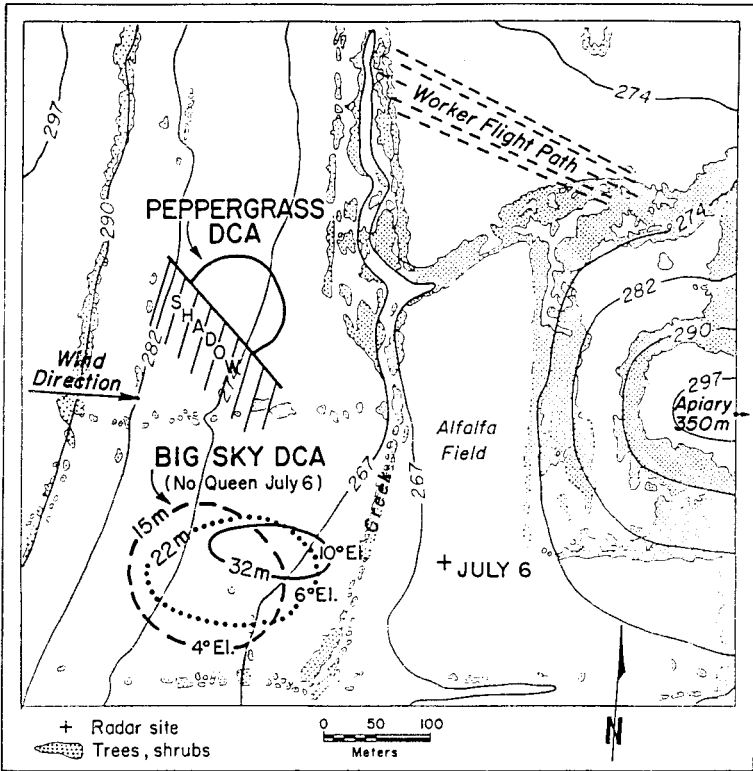 297
290
274
Worker Flight Path
274
PEPPERGRASS
DCA
282
SHADOW
282
274
290
Wind
Direction
297
Apiary
350m
Alfalfa
Field
BIG SKY DCA
(No Queen July 6)
267
267
Creek
15m
22m
32m
10°El.
6°El.
4°El.
+ JULY 6
+ Radar site
Trees, shrubs
0 50 100
Meters
N